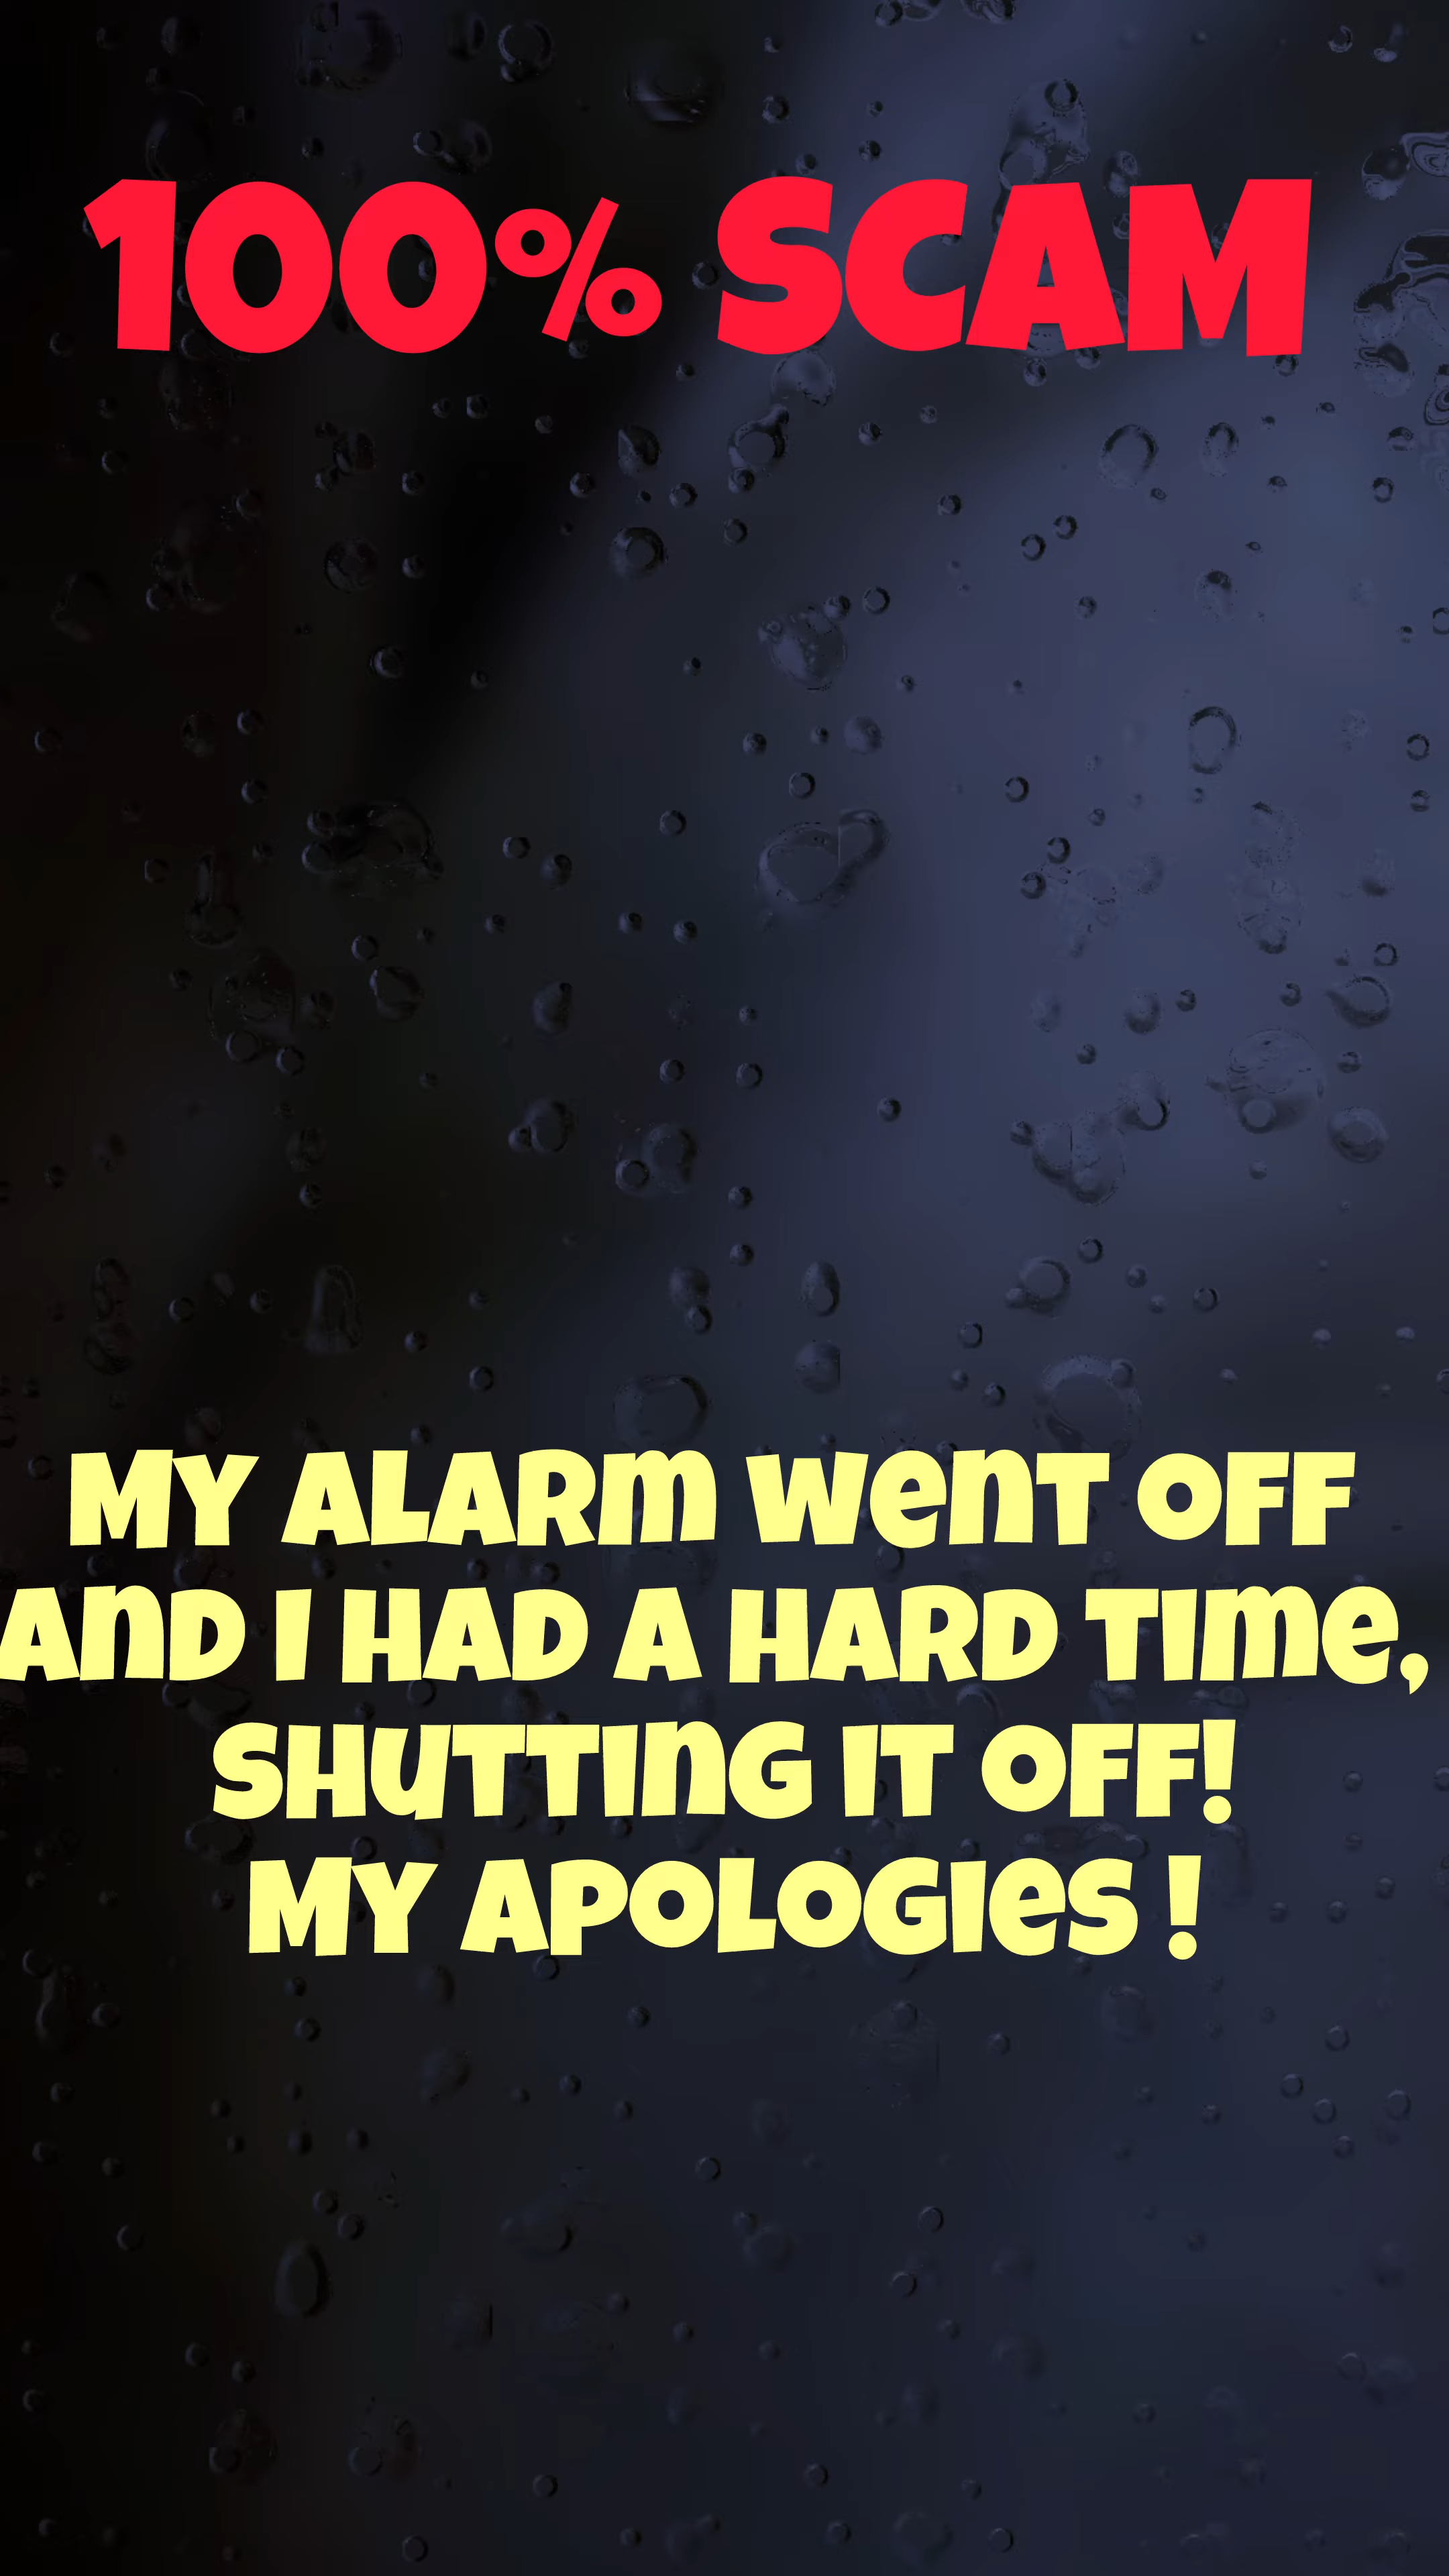 100% SCAM
MY ALARM WENT OFF
AND I HAD A HARD TIME,
SHUTTING IT OFF!
MY APOLOGIES !